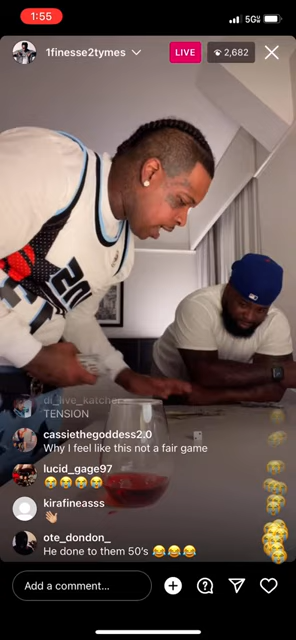 1:55
5G
1finesse2tymes
LIVE
2,682
TENSION
cassiethegoddess2.0
Why I feel like this not a fair game
lucid_gage97
😭😭😭😭
kirafineasss
👋🏼
ote_dondon_
He done to them 50's 😂😂😂
Add a comment...